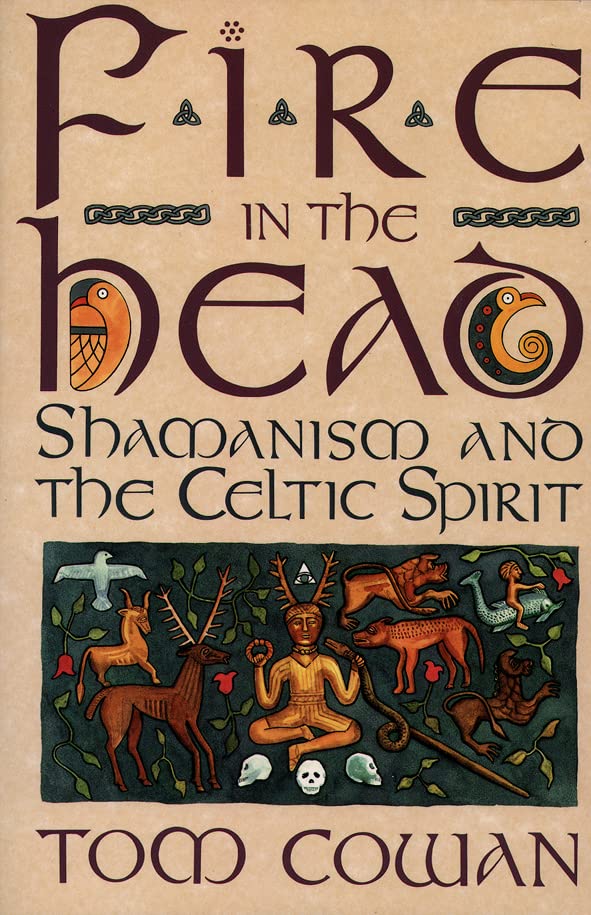 FIRE
IN THE
HEAD
SHAMANISM AND
THE CELTIC SPIRIT
TOM COWAN